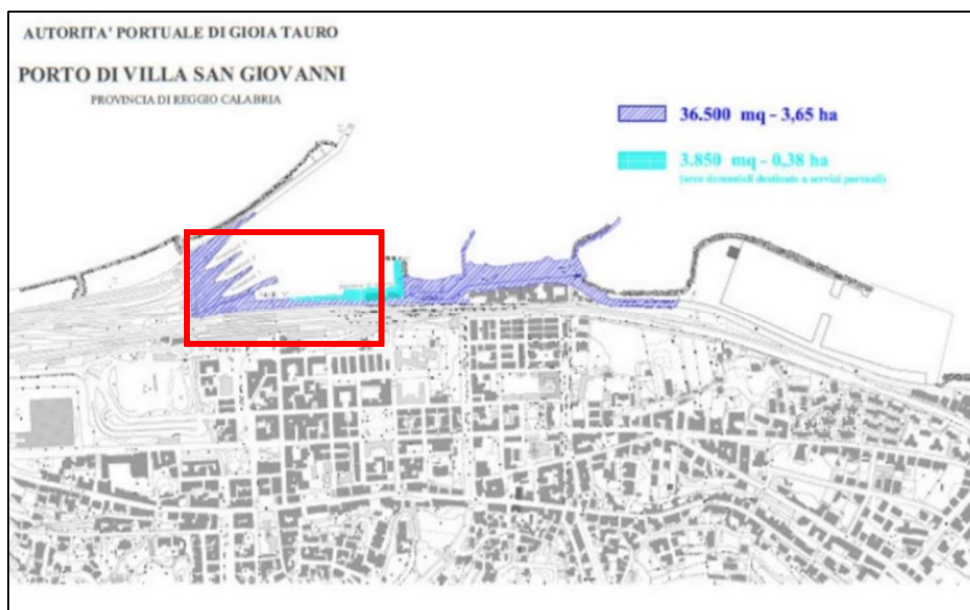 AUTORITA' PORTUALE DI GIOIA TAURO
PORTO DI VILLA SAN GIOVANNI
PROVINCIA DI REGGIO CALABRIA
36.500 mq - 3,65 ha
3.850 mq - 0,38 ha
(aree demaniali destinate a servizi portuali)